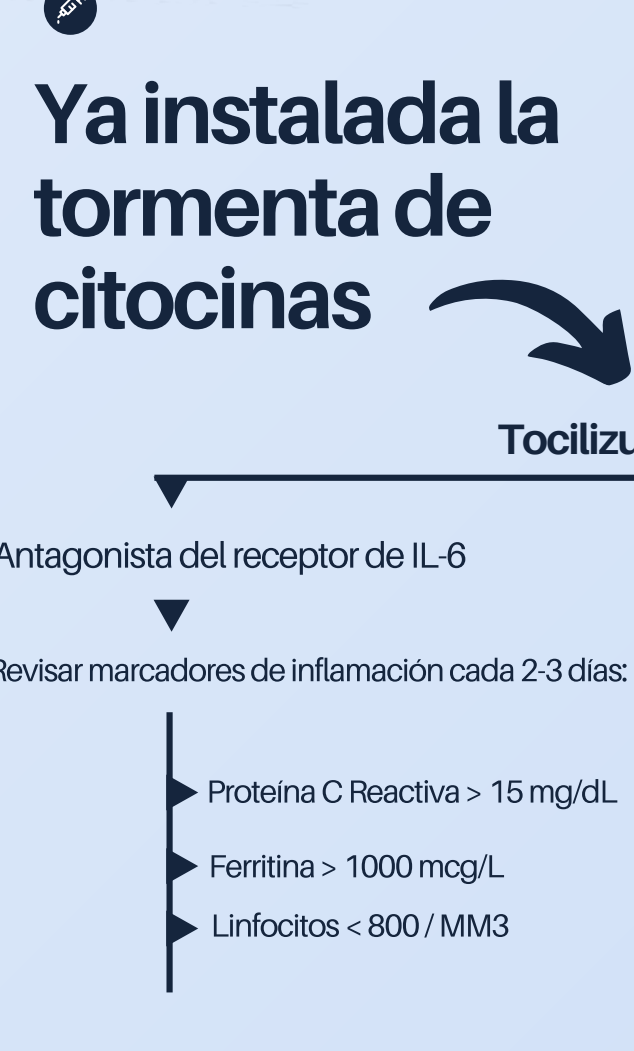 Ya instalada la
tormenta de
citocinas
Tocilizu
Antagonista del receptor de IL-6
Revisar marcadores de inflamación cada 2-3 días:
Proteína C Reactiva > 15 mg/dL
Ferritina > 1000 mcg/L
Linfocitos < 800 / MM3